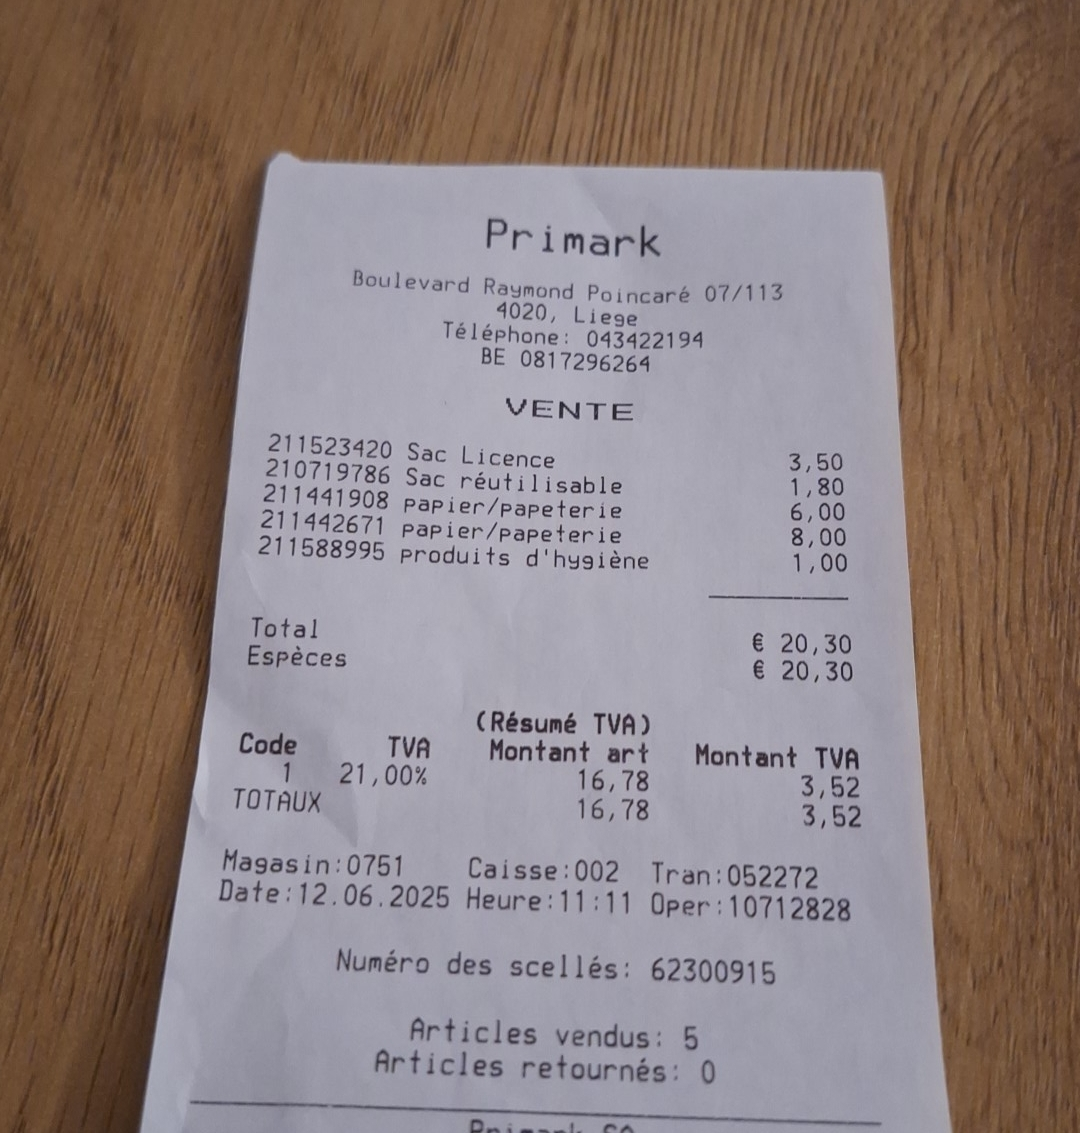 Primark
Boulevard Raymond Poincaré 07/113
4020, Liege
Téléphone: 043422194
BE 0817296264
VENTE
211523420 Sac Licence 3,50
210719786 Sac réutilisable 1,80
211441908 papier/papeterie 6,00
211442671 papier/papeterie 8,00
211588995 produits d'hygiène 1,00
Total € 20,30
Espèces € 20,30
(Résumé TVA)
Code TVA Montant art Montant TVA
1 21,00% 16,78 3,52
TOTAUX 16,78 3,52
Magasin:0751 Caisse:002 Tran:052272
Date:12.06.2025 Heure:11:11 Oper:10712828
Numéro des scellés: 62300915
Articles vendus: 5
Articles retournés: 0